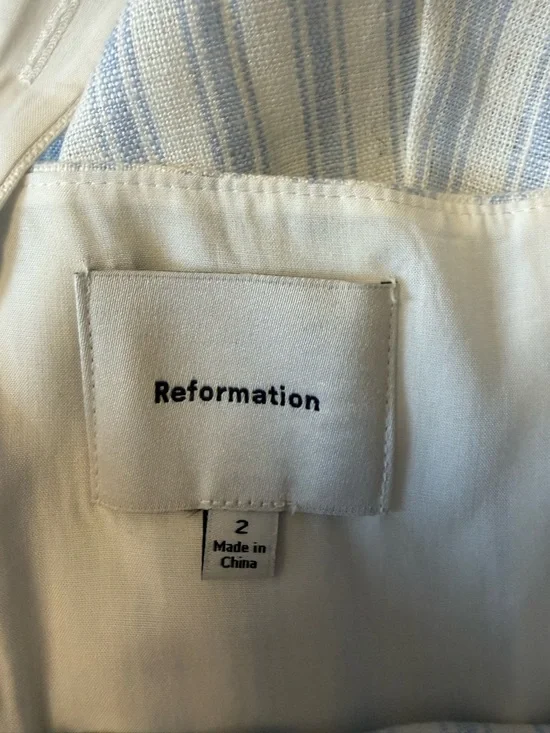 Reformation
2
Made in
China